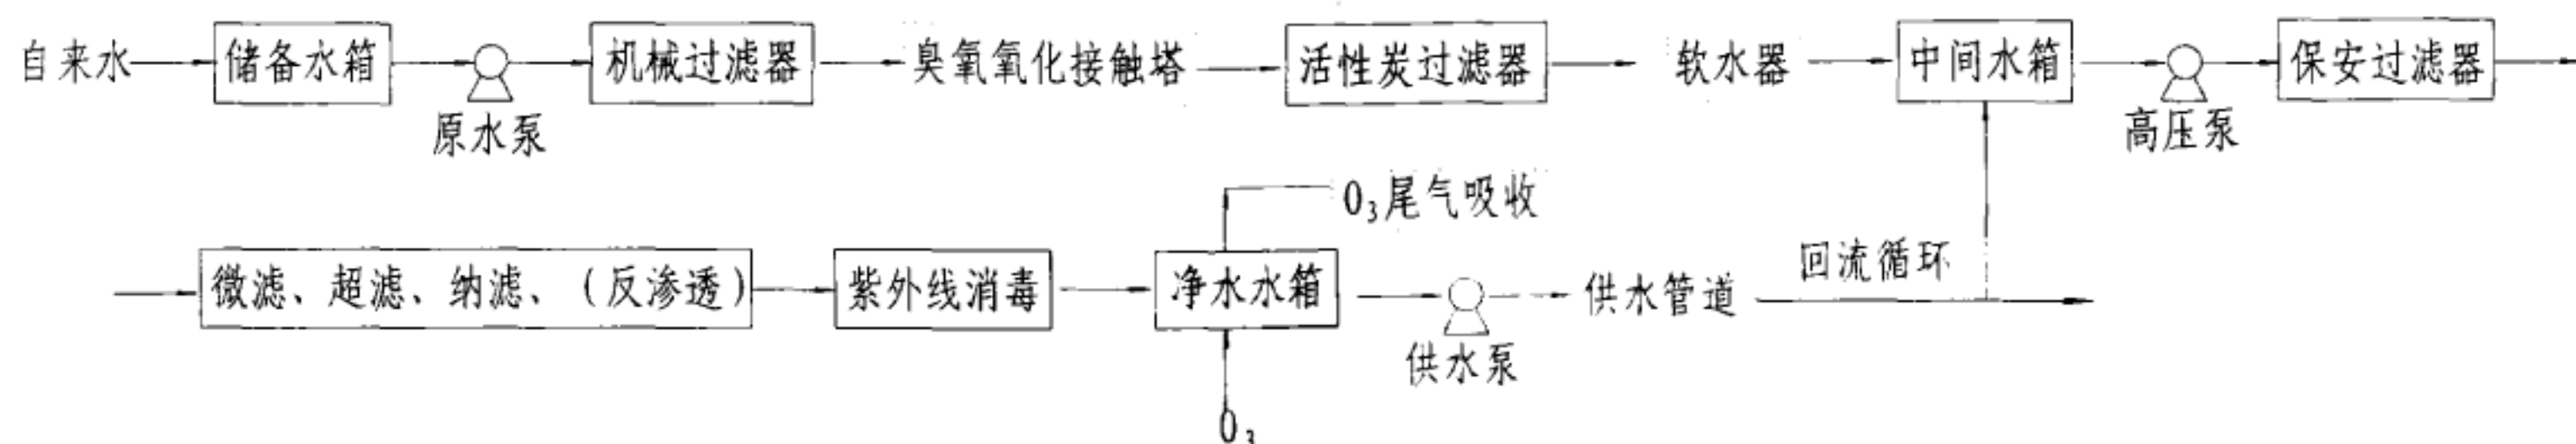 自来水 储备水箱 机械过滤器 臭氧氧化接触塔 活性炭过滤器 软水器 中间水箱 保安过滤器
原水泵 高压泵
O₃尾气吸收
回流循环
微滤、超滤、纳滤、(反渗透) 紫外线消毒 净水水箱 供水管道
供水泵
O₃